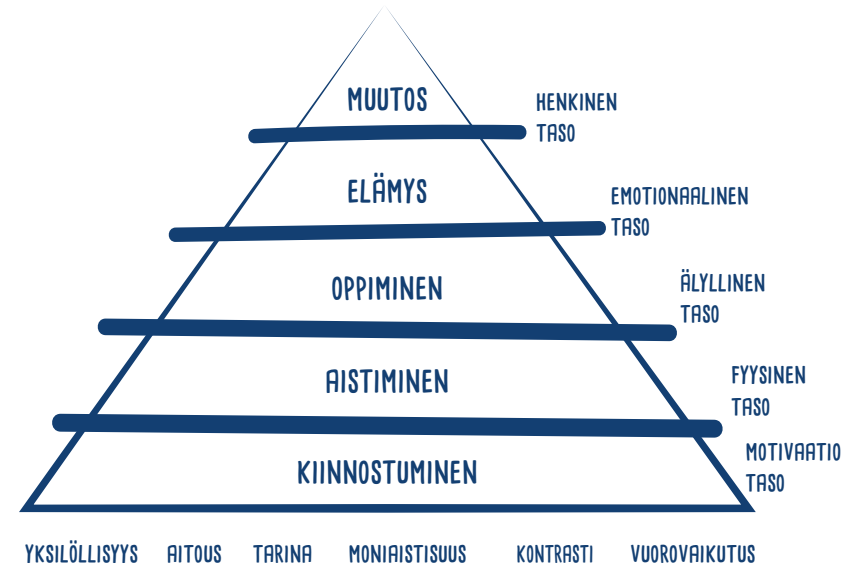 MUUTOS
HENKINEN
TASO
ELÄMYS
EMOTIONAALINEN
TASO
OPPIMINEN
ÄLYLLINEN
TASO
AISTIMINEN
FYYSINEN
TASO
KIINNOSTUMINEN
MOTIVAATIO
TASO
YKSILÖLLISYYS AITOUS TARINA MONIAISTISUUS KONTRASTI VUOROVAIKUTUS